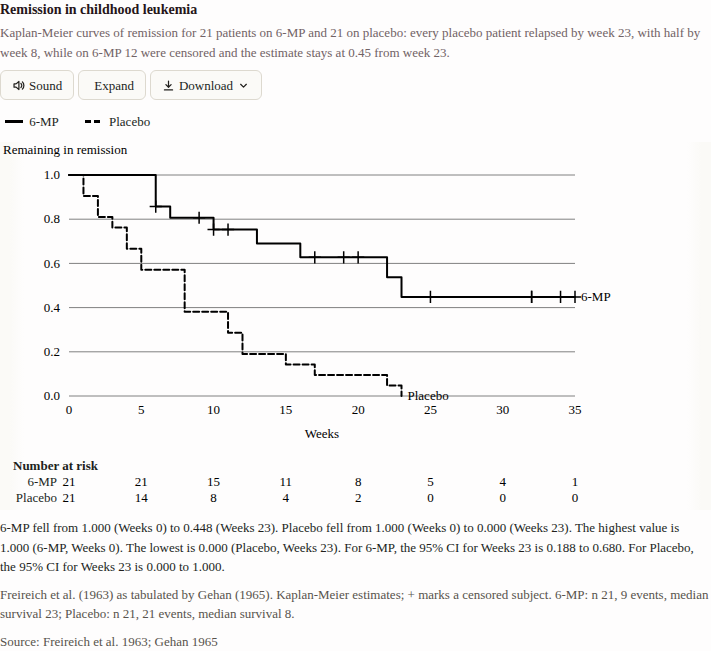 Remission in childhood leukemia
Kaplan-Meier curves of remission for 21 patients on 6-MP and 21 on placebo: every placebo patient relapsed by week 23, with half by
week 8, while on 6-MP 12 were censored and the estimate stays at 0.45 from week 23.
Sound Expand Download
6-MP Placebo
Remaining in remission
1.0
0.8
0.6
0.4
0.2
0.0
6-MP
Placebo
0 5 10 15 20 25 30 35
Weeks
Number at risk
6-MP 21 21 15 11 8 5 4 1
Placebo 21 14 8 4 2 0 0 0
6-MP fell from 1.000 (Weeks 0) to 0.448 (Weeks 23). Placebo fell from 1.000 (Weeks 0) to 0.000 (Weeks 23). The highest value is
1.000 (6-MP, Weeks 0). The lowest is 0.000 (Placebo, Weeks 23). For 6-MP, the 95% CI for Weeks 23 is 0.188 to 0.680. For Placebo,
the 95% CI for Weeks 23 is 0.000 to 1.000.
Freireich et al. (1963) as tabulated by Gehan (1965). Kaplan-Meier estimates; + marks a censored subject. 6-MP: n 21, 9 events, median
survival 23; Placebo: n 21, 21 events, median survival 8.
Source: Freireich et al. 1963; Gehan 1965